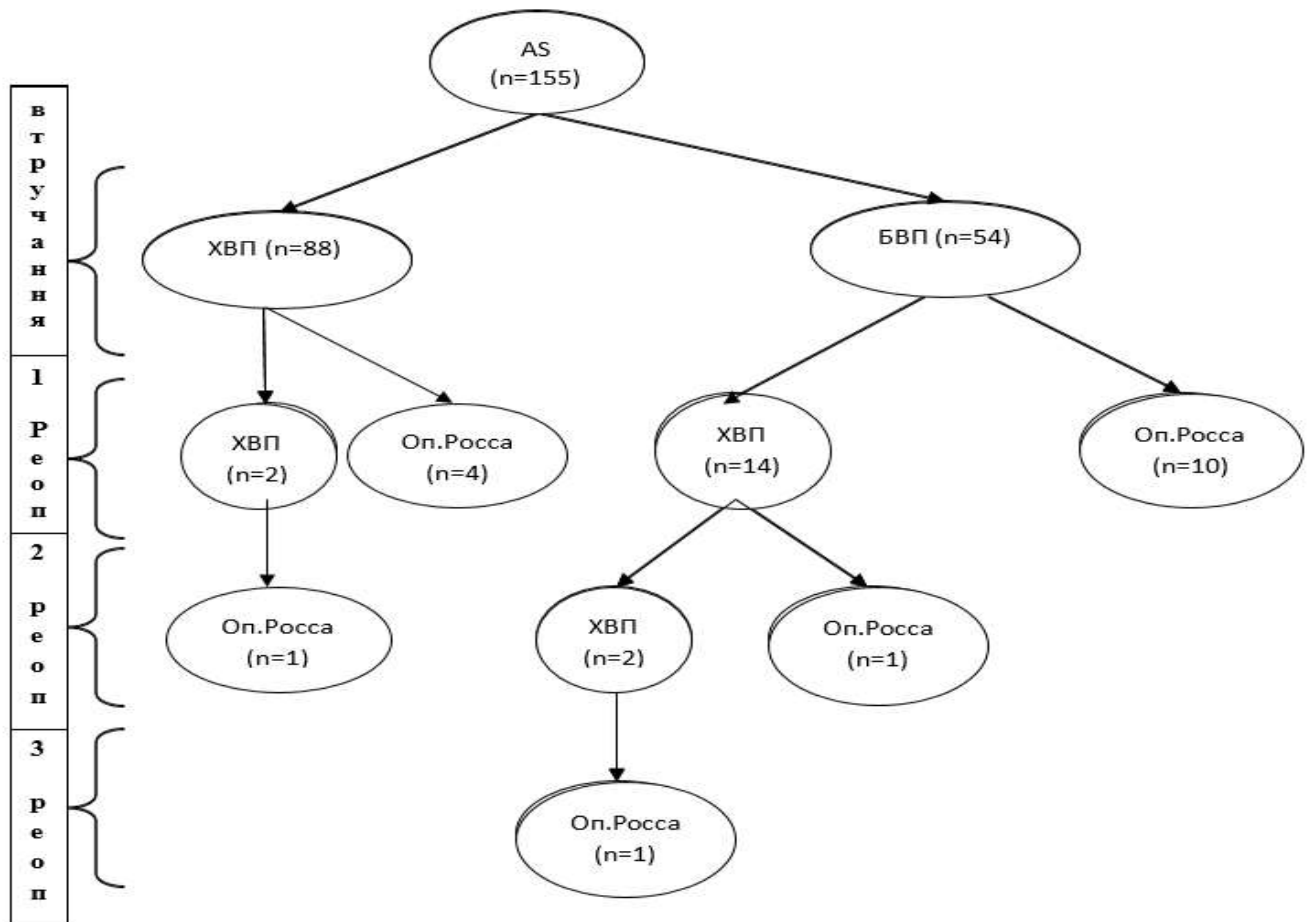 AS
(n=155)
втручання
ХВП (n=88)
БВП (n=54)
1 Реоп
ХВП
(n=2)
Оп.Росса
(n=4)
ХВП
(n=14)
Оп.Росса
(n=10)
2 реоп
Оп.Росса
(n=1)
ХВП
(n=2)
Оп.Росса
(n=1)
3 реоп
Оп.Росса
(n=1)